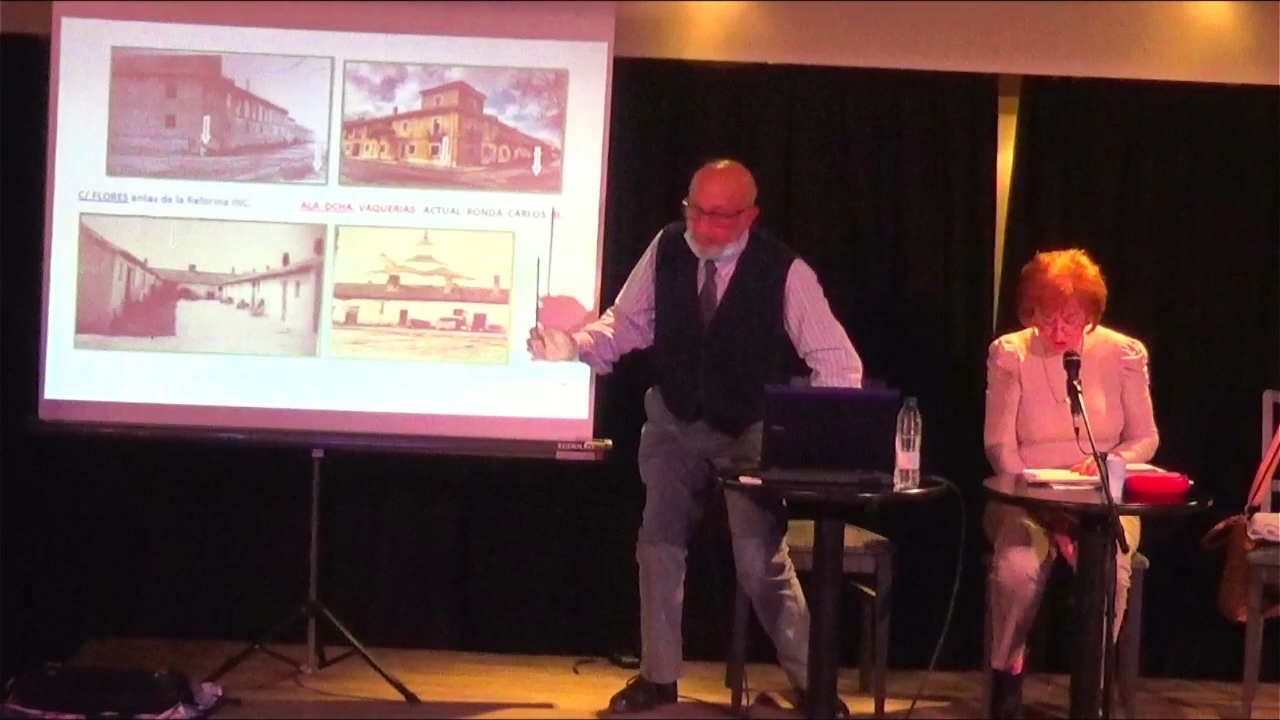 C/ FLORES antes de la Reforma INC.
ALA DCHA. VAQUERIAS. ACTUAL RONDA CARLOS III.